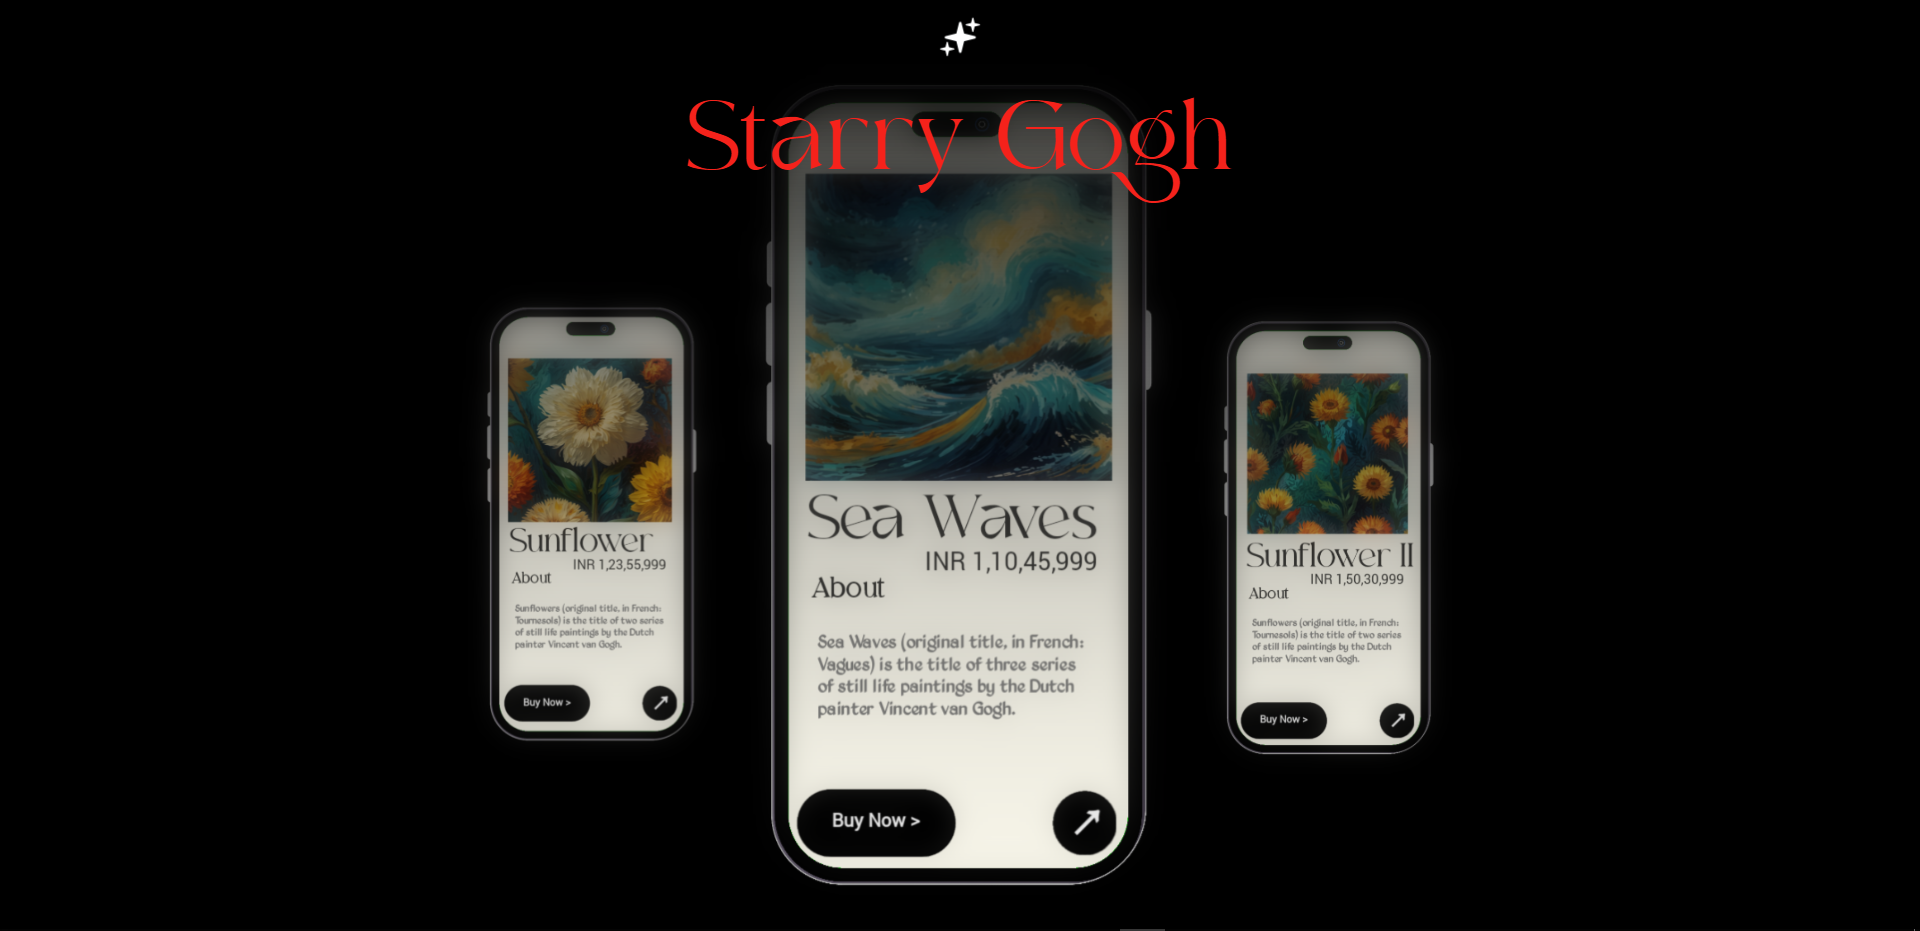 Starry Gogh
Sunflower
INR 1,23,55,999
About
Sunflowers (original title, in French:
Tournesols) is the title of two series
of still life paintings by the Dutch
painter Vincent van Gogh.
Buy Now >
Sea Waves
INR 1,10,45,999
About
Sea Waves (original title, in French:
Vagues) is the title of three series
of still life paintings by the Dutch
painter Vincent van Gogh.
Buy Now >
Sunflower II
INR 1,50,30,999
About
Sunflowers (original title, in French:
Tournesols) is the title of two series
of still life paintings by the Dutch
painter Vincent van Gogh.
Buy Now >